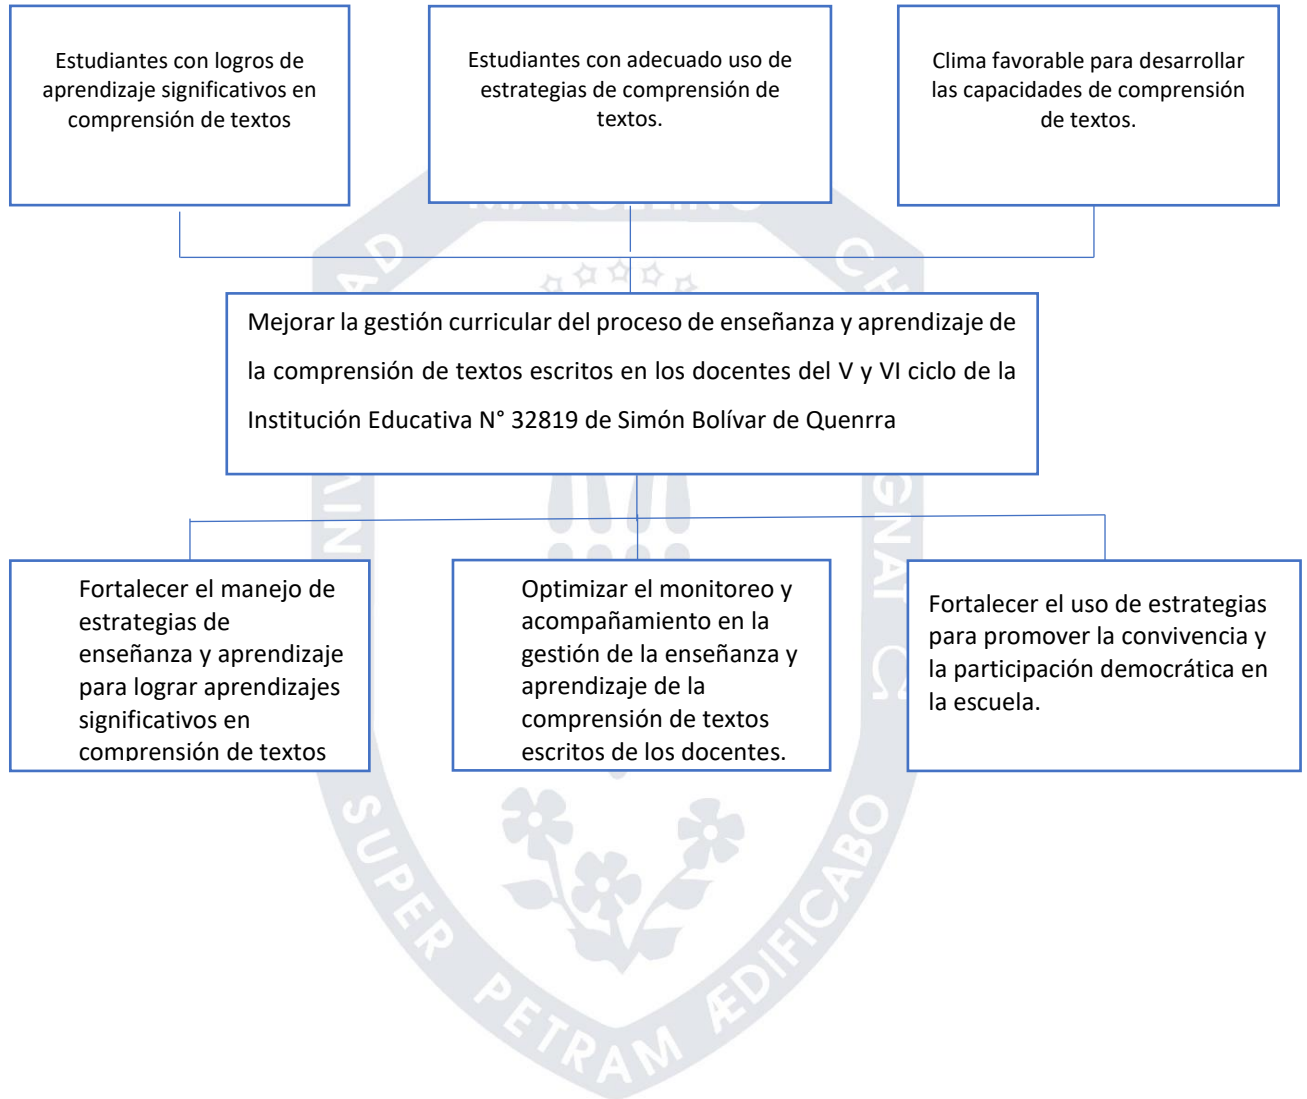 Estudiantes con logros de
aprendizaje significativos en
comprensión de textos
Estudiantes con adecuado uso de
estrategias de comprensión de
textos.
Clima favorable para desarrollar
las capacidades de comprensión
de textos.
Mejorar la gestión curricular del proceso de enseñanza y aprendizaje de
la comprensión de textos escritos en los docentes del V y VI ciclo de la
Institución Educativa N° 32819 de Simón Bolívar de Quenrra
Fortalecer el manejo de
estrategias de
enseñanza y aprendizaje
para lograr aprendizajes
significativos en
comprensión de textos
Optimizar el monitoreo y
acompañamiento en la
gestión de la enseñanza y
aprendizaje de la
comprensión de textos
escritos de los docentes.
Fortalecer el uso de estrategias
para promover la convivencia y
la participación democrática en
la escuela.
SUPER PETRAM ÆDIFICABO